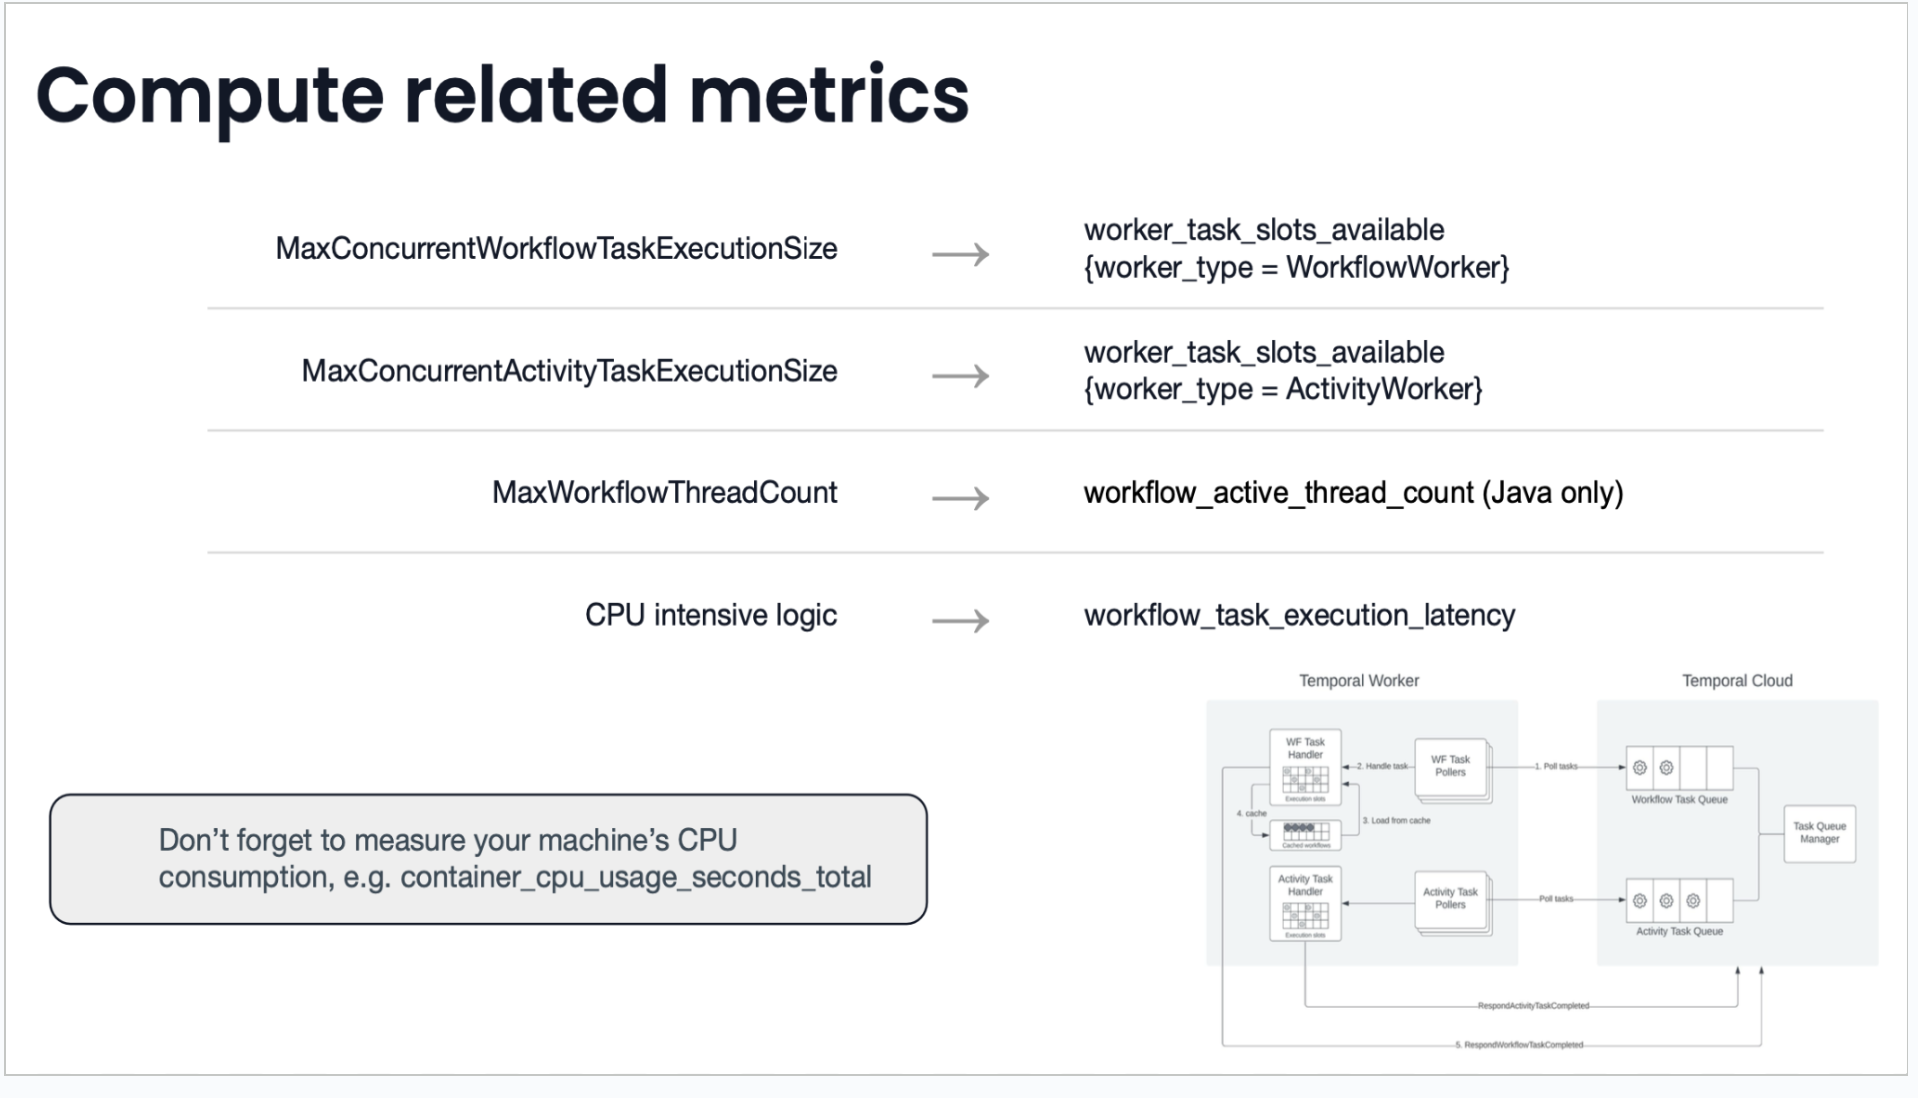 Compute related metrics
MaxConcurrentWorkflowTaskExecutionSize
worker_task_slots_available
{worker_type = WorkflowWorker}
MaxConcurrentActivityTaskExecutionSize
worker_task_slots_available
{worker_type = ActivityWorker}
MaxWorkflowThreadCount
workflow_active_thread_count (Java only)
CPU intensive logic
workflow_task_execution_latency
Don’t forget to measure your machine’s CPU
consumption, e.g. container_cpu_usage_seconds_total
Temporal Worker
Temporal Cloud
WF Task
Handler
Execution slots
2. Handle task
WF Task
Pollers
1. Poll tasks
Workflow Task Queue
4. cache
3. Load from cache
Cached workflows
Task Queue
Manager
Activity Task
Handler
Execution slots
Activity Task
Pollers
Poll tasks
Activity Task Queue
RespondActivityTaskCompleted
5. RespondWorkflowTaskCompleted